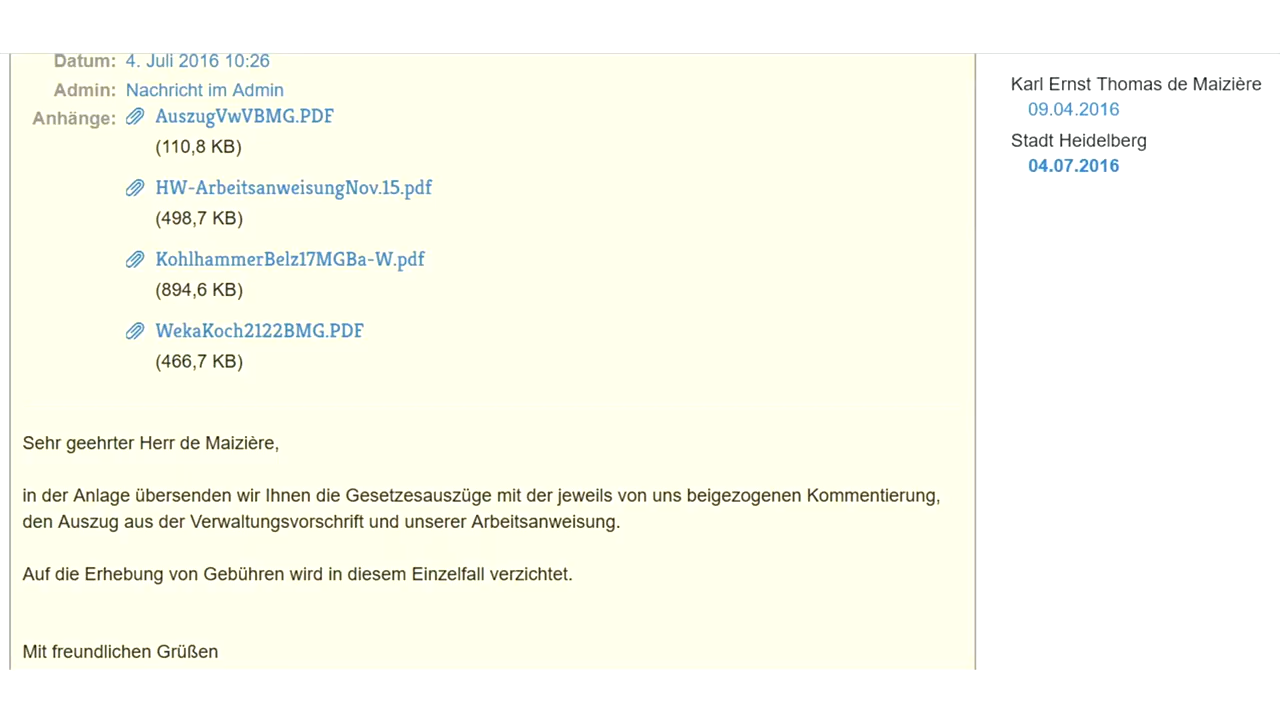 Datum: 4. Juli 2016 10:26
Admin: Nachricht im Admin
Anhänge: AuszugVwVBMG.PDF
(110,8 KB)
HW-ArbeitsanweisungNov.15.pdf
(498,7 KB)
KohlhammerBelz17MGBa-W.pdf
(894,6 KB)
WekaKoch2122BMG.PDF
(466,7 KB)
Sehr geehrter Herr de Maizière,
in der Anlage übersenden wir Ihnen die Gesetzesauszüge mit der jeweils von uns beigezogenen Kommentierung,
den Auszug aus der Verwaltungsvorschrift und unserer Arbeitsanweisung.
Auf die Erhebung von Gebühren wird in diesem Einzelfall verzichtet.
Mit freundlichen Grüßen
Karl Ernst Thomas de Maizière
09.04.2016
Stadt Heidelberg
04.07.2016